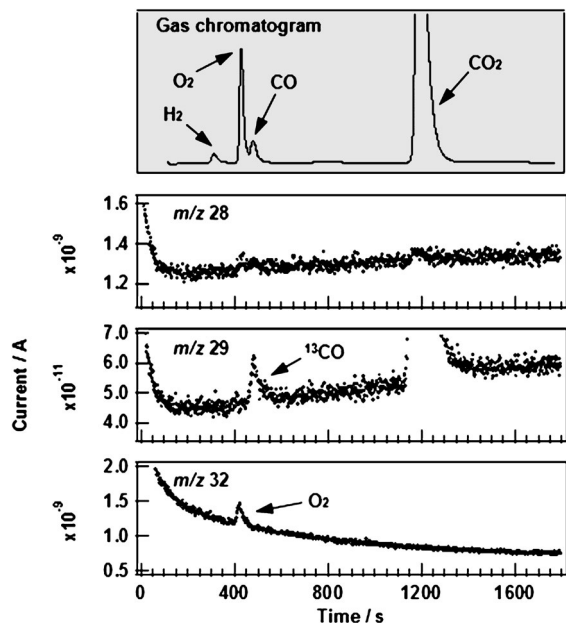 Gas chromatogram
O₂
CO
CO₂
H₂
1.6
m/z 28
1.4
x10⁻⁹
1.2
7.0
m/z 29
¹³CO
6.0
x10⁻¹¹
5.0
4.0
Current / A
2.0
m/z 32
O₂
1.5
x10⁻⁹
1.0
0.5
0 400 800 1200 1600
Time / s